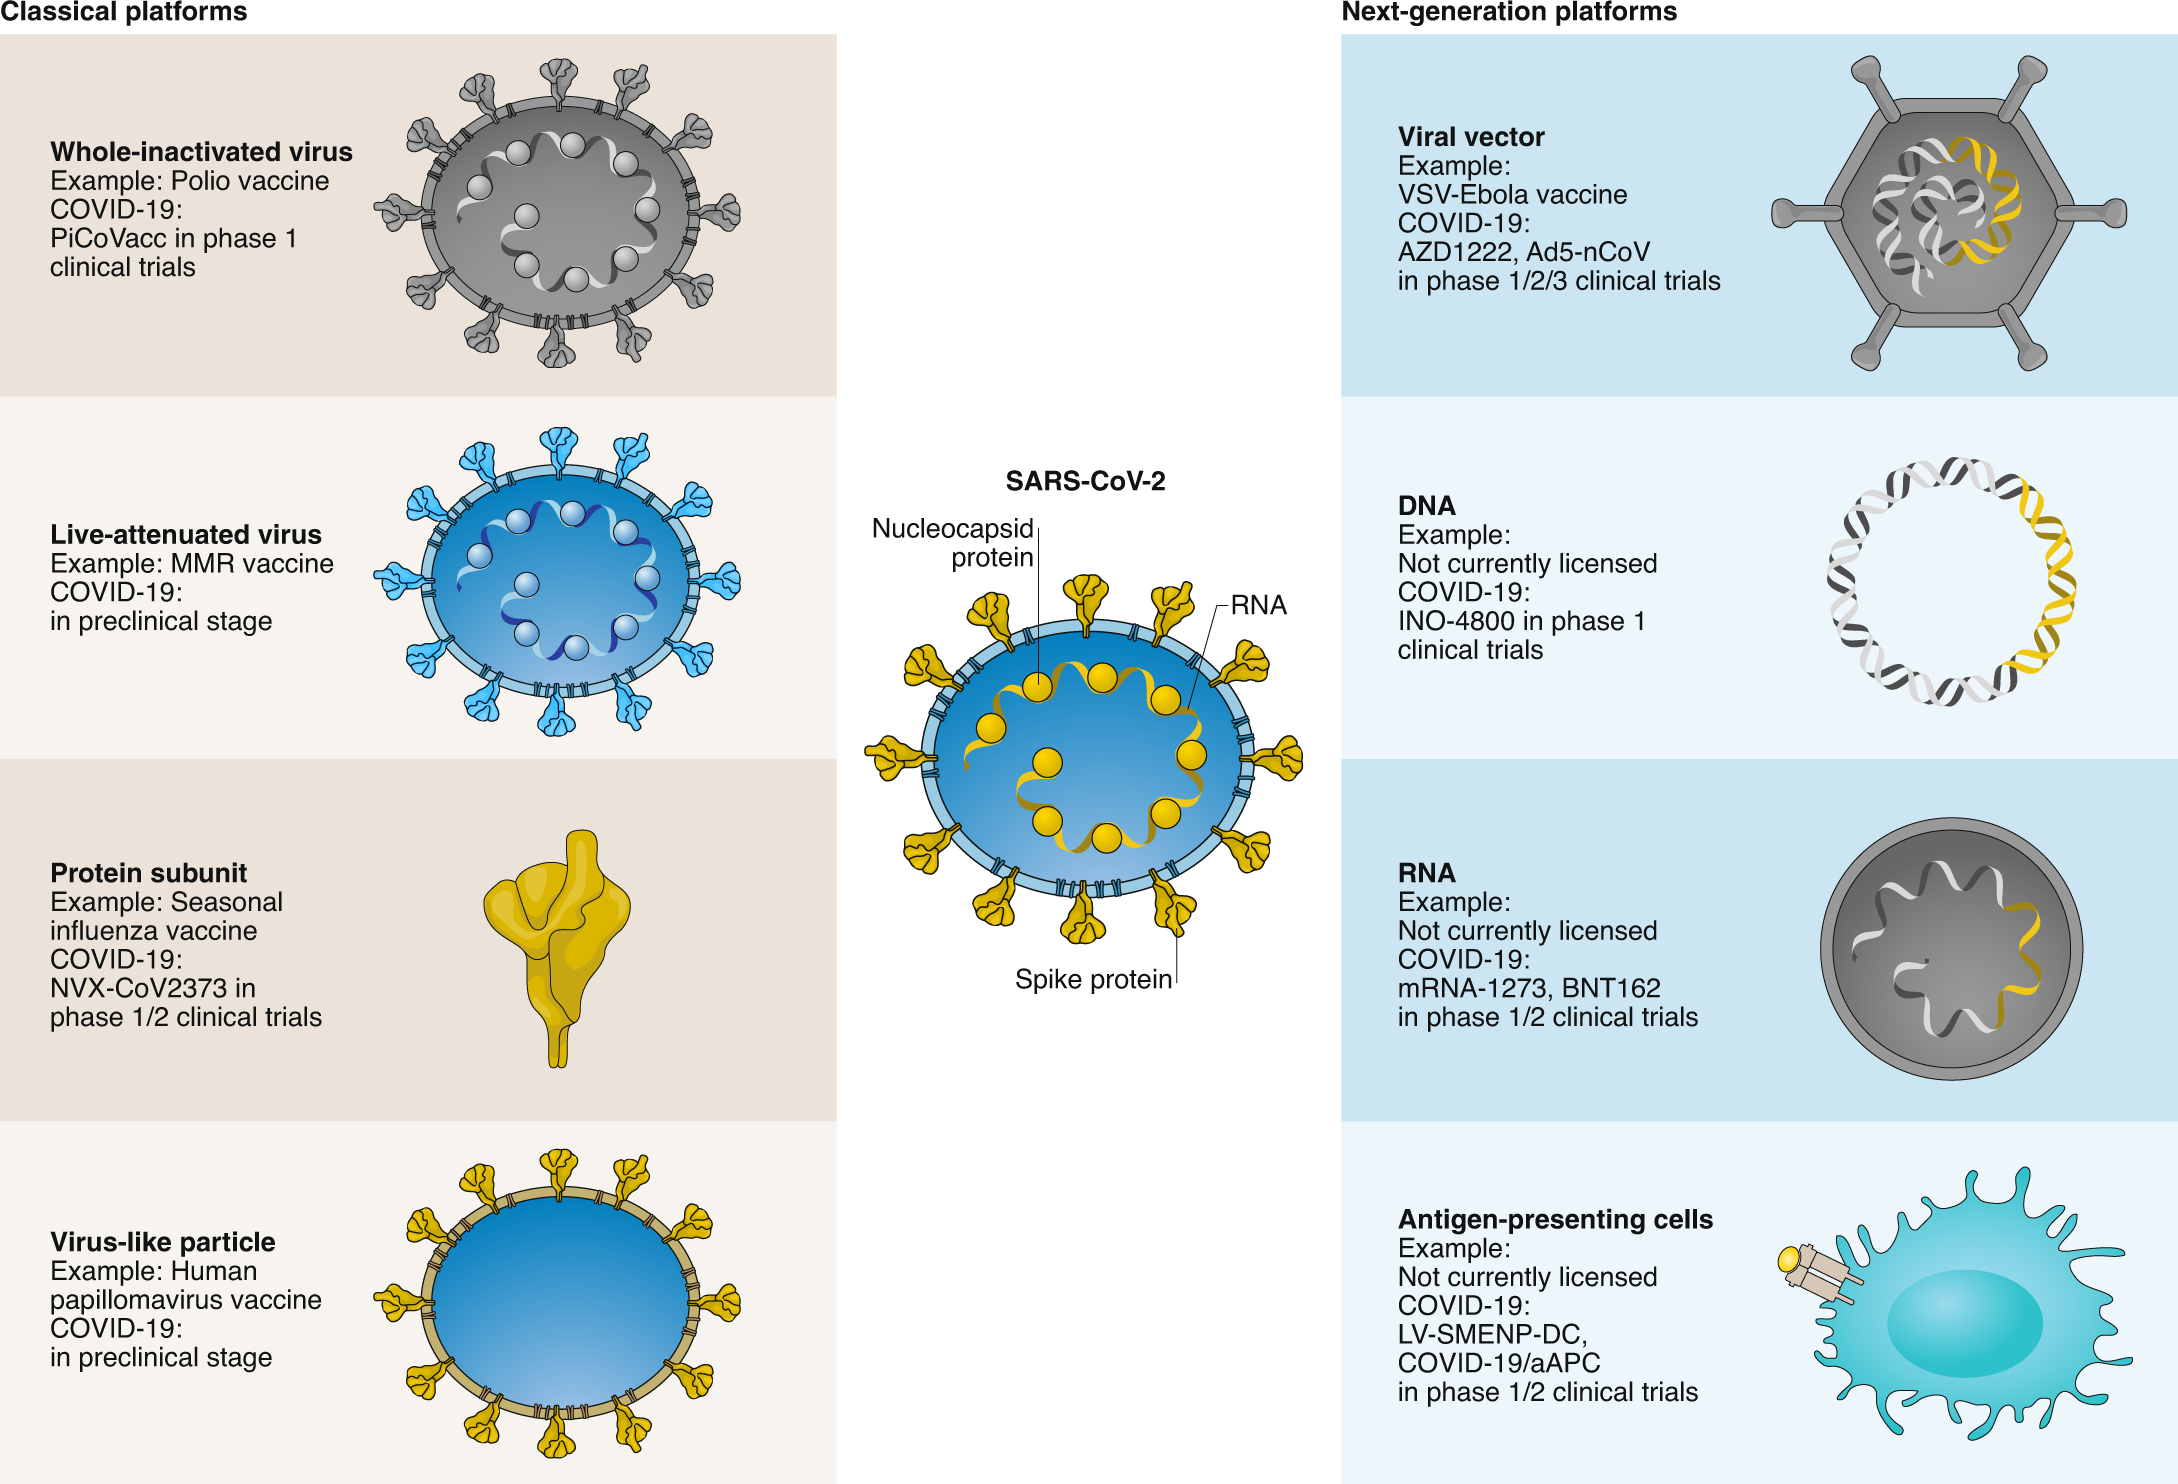 Classical platforms
Whole-inactivated virus
Example: Polio vaccine
COVID-19:
PiCoVacc in phase 1
clinical trials
Live-attenuated virus
Example: MMR vaccine
COVID-19:
in preclinical stage
Protein subunit
Example: Seasonal
influenza vaccine
COVID-19:
NVX-CoV2373 in
phase 1/2 clinical trials
Virus-like particle
Example: Human
papillomavirus vaccine
COVID-19:
in preclinical stage
SARS-CoV-2
Nucleocapsid
protein
RNA
Spike protein
Next-generation platforms
Viral vector
Example:
VSV-Ebola vaccine
COVID-19:
AZD1222, Ad5-nCoV
in phase 1/2/3 clinical trials
DNA
Example:
Not currently licensed
COVID-19:
INO-4800 in phase 1
clinical trials
RNA
Example:
Not currently licensed
COVID-19:
mRNA-1273, BNT162
in phase 1/2 clinical trials
Antigen-presenting cells
Example:
Not currently licensed
COVID-19:
LV-SMENP-DC,
COVID-19/aAPC
in phase 1/2 clinical trials